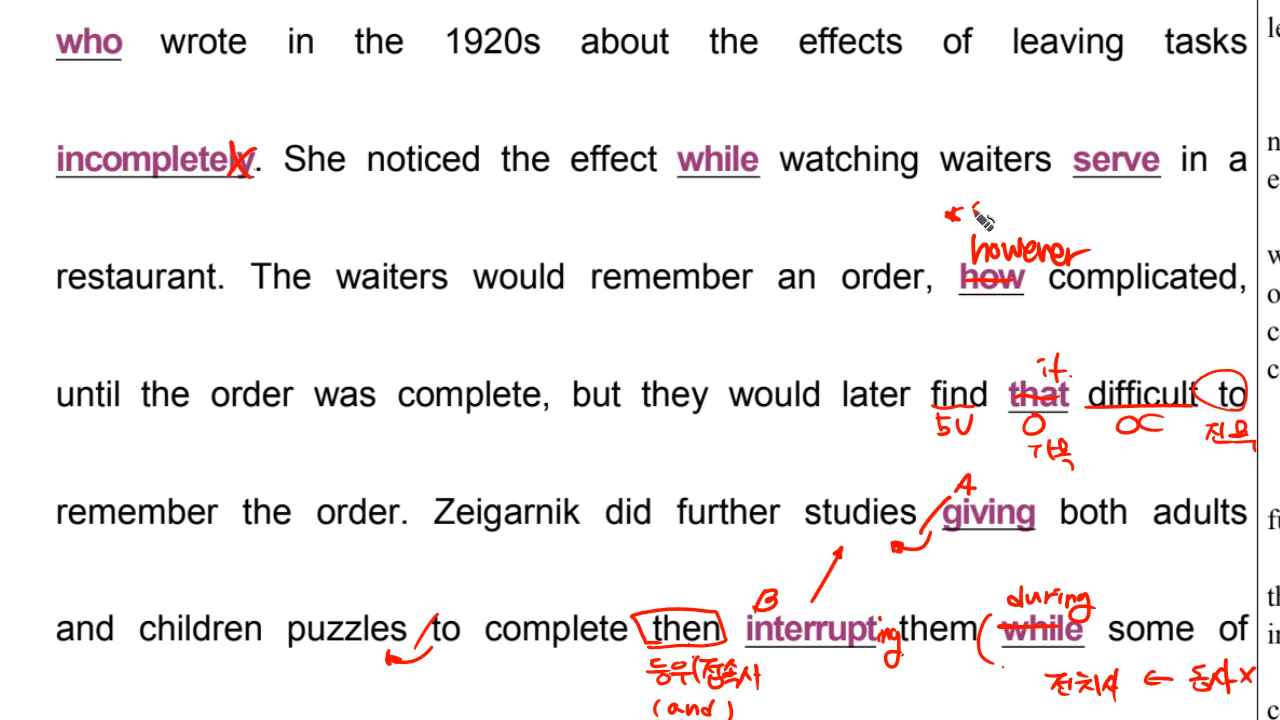 who wrote in the 1920s about the effects of leaving tasks
incompletely. She noticed the effect while watching waiters serve in a
however
restaurant. The waiters would remember an order, how complicated,
it
until the order was complete, but they would later find that difficult to
5V O OC 진목
가목
A
remember the order. Zeigarnik did further studies giving both adults
B during
and children puzzles to complete then interrupt ing them ( while some of
등위접속사 전치사 ← 동사 x
(and)